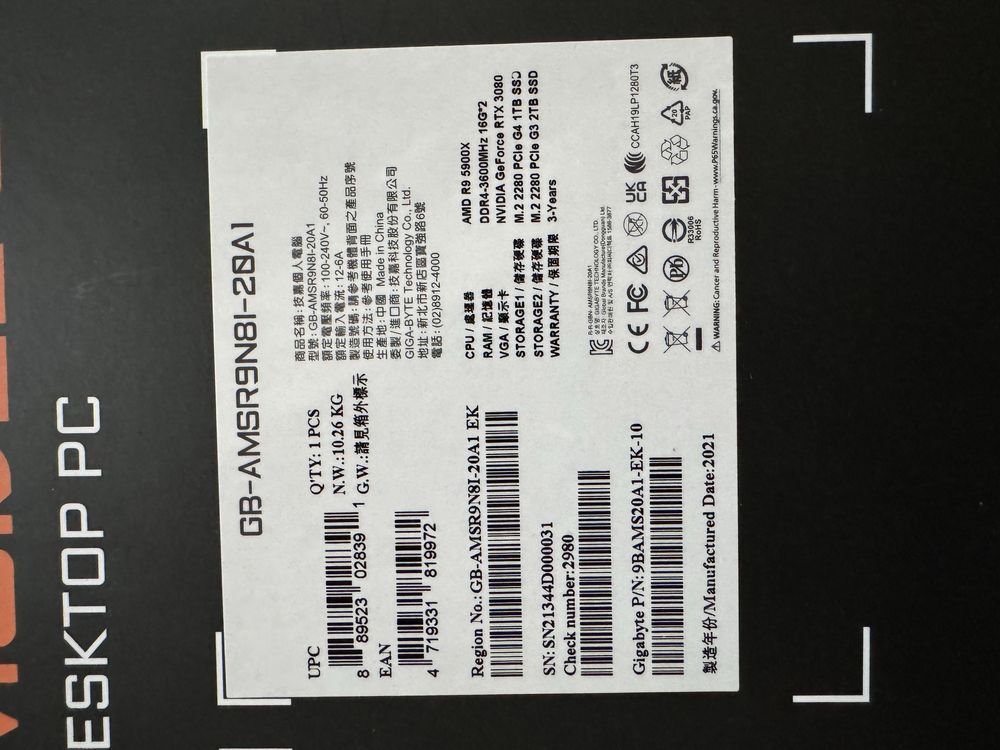 ESKTOP PC
GB-AMSR9N8I-20A1
UPC
8 89523 02839 1
Q'TY: 1 PCS
N.W.:10.26 KG
G.W.:請見箱外標示
EAN
4 719331 819972
商品名稱:技嘉個人電腦
型號:GB-AMSR9N8I-20A1
額定電壓頻率:100-240V~, 60-50Hz
額定輸入電流:12-6A
製造號碼:請參考機體背面之產品序號
使用方法:參考使用手冊
生產地:中國 Made in China
委製/進口商:技嘉科技股份有限公司
GIGA-BYTE Technology Co., Ltd.
地址:新北市新店區寶強路6號
電話:(02)8912-4000
Region No.: GB-AMSR9N8I-20A1 EK
SN: SN21344D000031
Check number:2980
Gigabyte P/N: 9BAMS20A1-EK-10
製造年份/Manufactured Date:2021
CPU / 處理器 AMD R9 5900X
RAM / 記憶體 DDR4-3600MHz 16G*2
VGA / 顯示卡 NVIDIA GeForce RTX 3080
STORAGE1 / 儲存硬碟 M.2 2280 PCIe G4 1TB SSD
STORAGE2 / 儲存硬碟 M.2 2280 PCIe G3 2TB SSD
WARRANTY / 保固期限 3-Years
UK CA
CCAH19LP1280T3
CE FC
Pb
R33006
RoHS
20
PAP
紙
WARNING: Cancer and Reproductive Harm - www.P65Warnings.ca.gov.